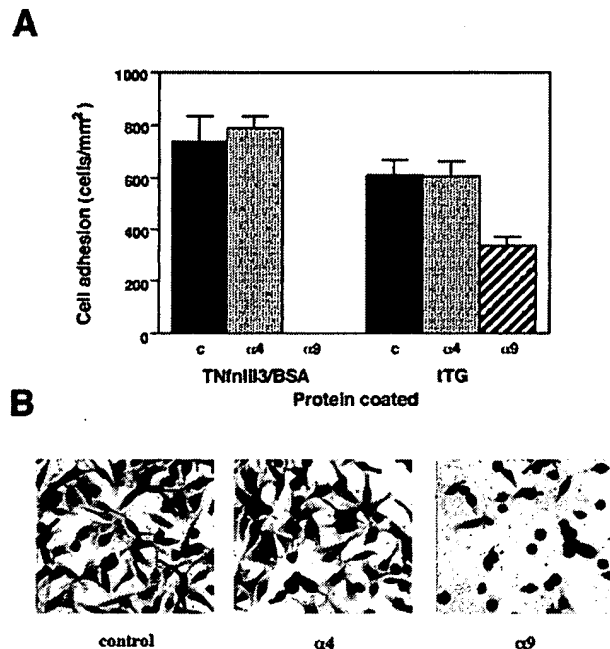 A
1000
800
600
400
200
0
Cell adhesion (cells/mm²)
c α4 α9 c α4 α9
TNfnIII3/BSA tTG
Protein coated
B
control α4 α9